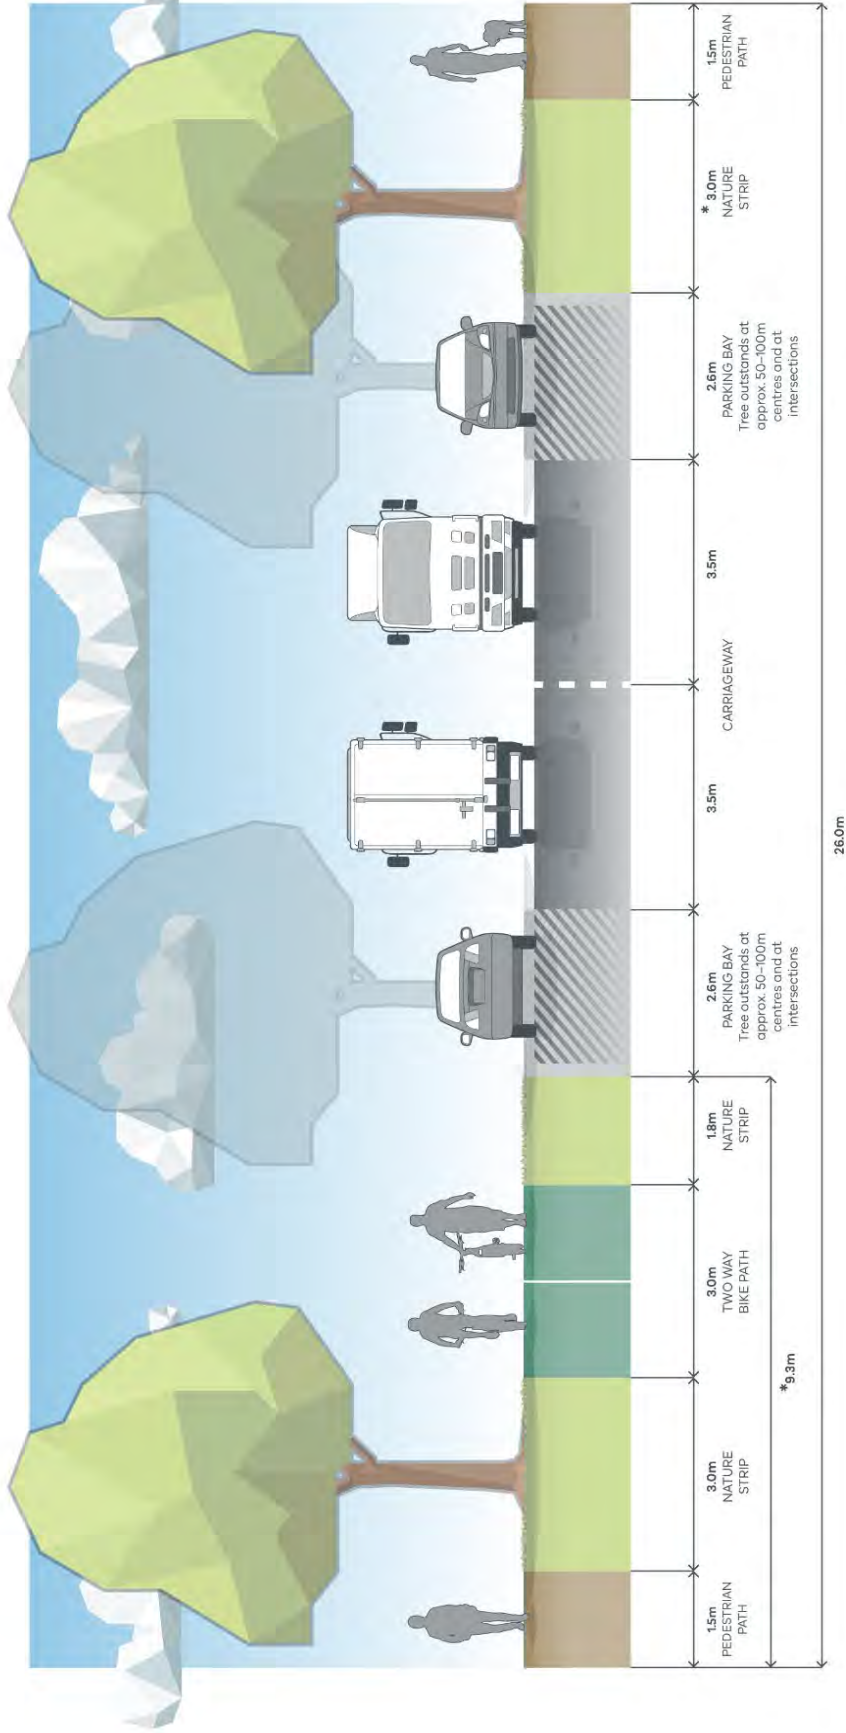 1.5m
PEDESTRIAN
PATH
3.0m
NATURE
STRIP
3.0m
TWO WAY
BIKE PATH
1.8m
NATURE
STRIP
2.6m
PARKING BAY
Tree outstands at
approx. 50–100m
centres and at
intersections
3.5m
CARRIAGEWAY
3.5m
2.6m
PARKING BAY
Tree outstands at
approx. 50–100m
centres and at
intersections
* 3.0m
NATURE
STRIP
1.5m
PEDESTRIAN
PATH
*9.3m
26.0m